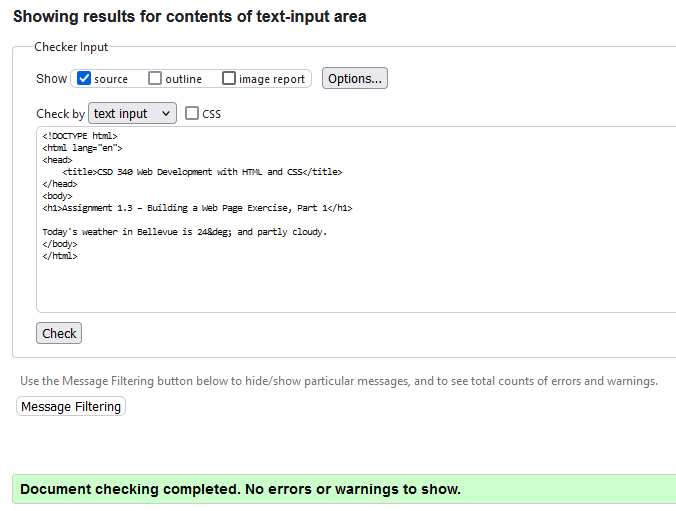 Showing results for contents of text-input area
Checker Input
Show source outline image report Options...
Check by text input CSS
<!DOCTYPE html>
<html lang="en">
<head>
    <title>CSD 340 Web Development with HTML and CSS</title>
</head>
<body>
<h1>Assignment 1.3 - Building a Web Page Exercise, Part 1</h1>

Today's weather in Bellevue is 24&deg; and partly cloudy.
</body>
</html>
Check
Use the Message Filtering button below to hide/show particular messages, and to see total counts of errors and warnings.
Message Filtering
Document checking completed. No errors or warnings to show.